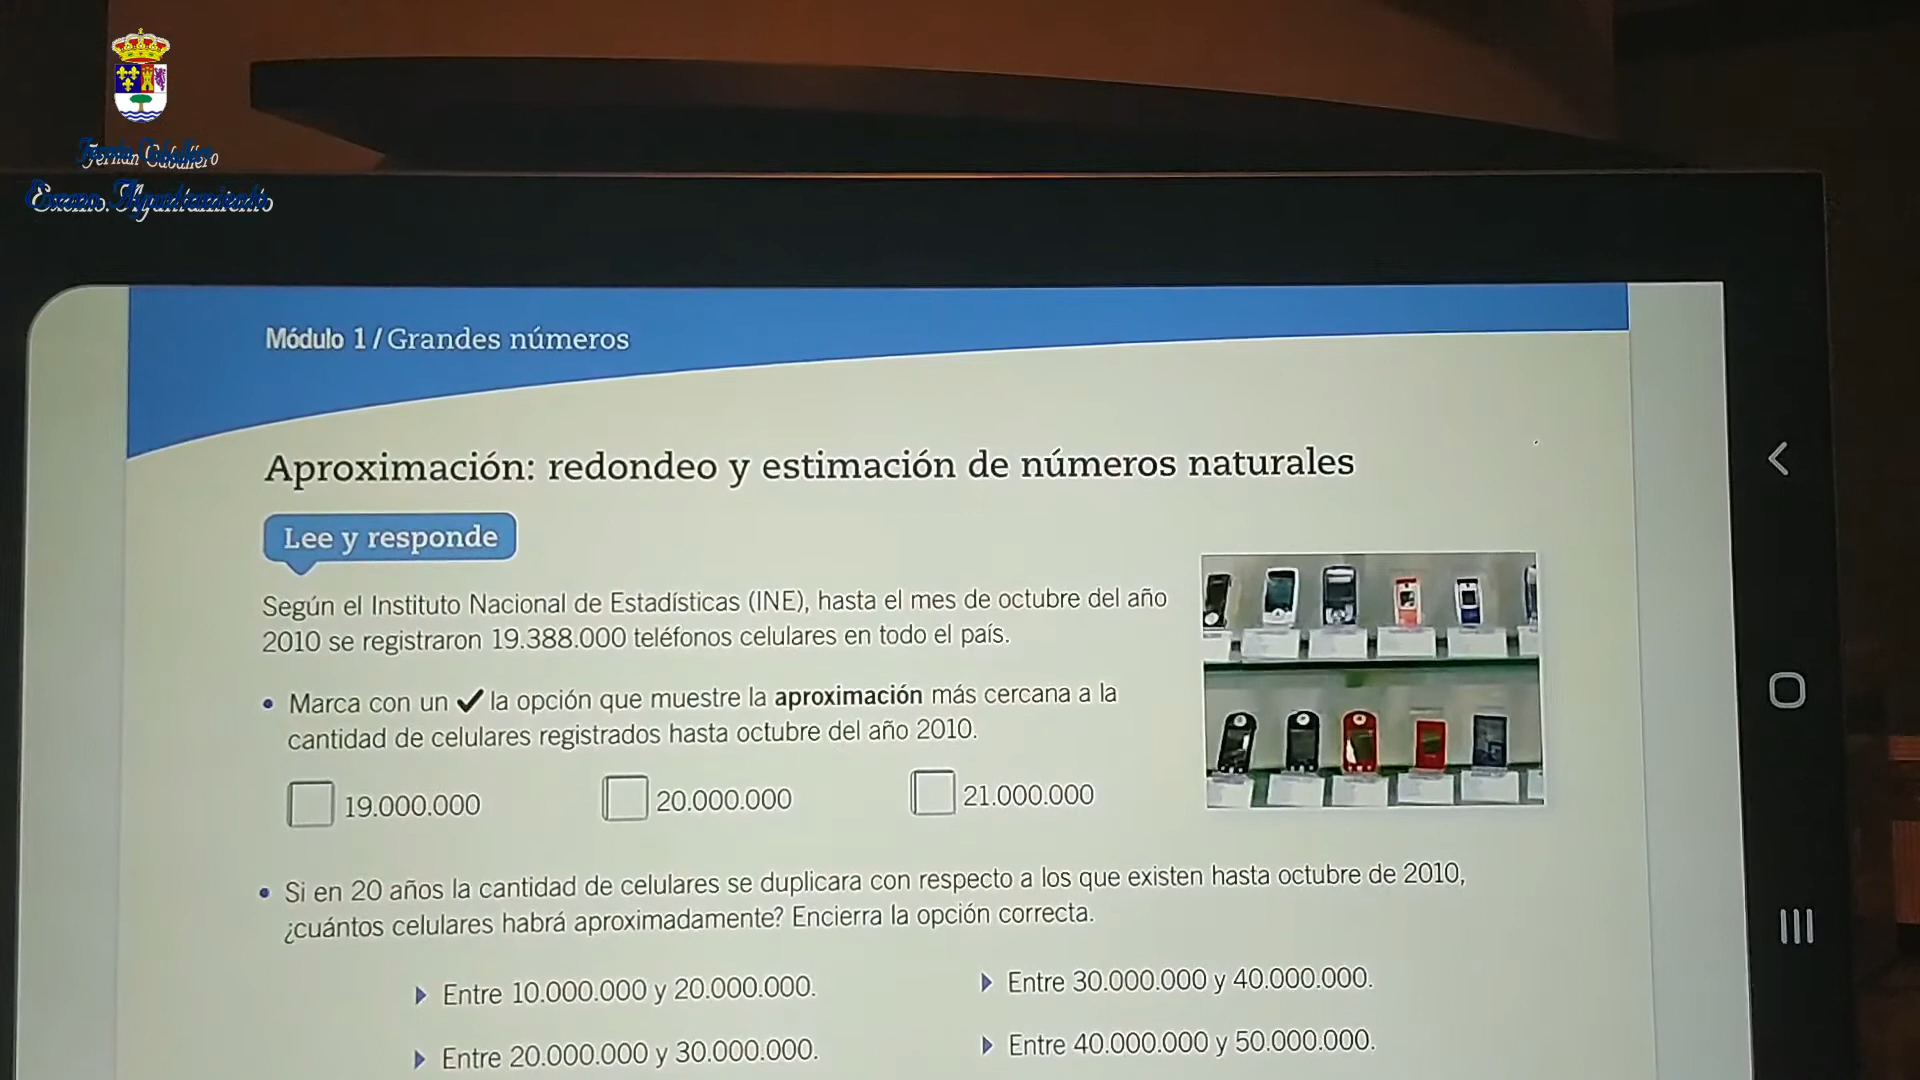 Fernán Caballero
Excmo. Ayuntamiento
Módulo 1 / Grandes números
Aproximación: redondeo y estimación de números naturales
Lee y responde
Según el Instituto Nacional de Estadísticas (INE), hasta el mes de octubre del año
2010 se registraron 19.388.000 teléfonos celulares en todo el país.
• Marca con un ✓ la opción que muestre la aproximación más cercana a la
cantidad de celulares registrados hasta octubre del año 2010.
19.000.000 20.000.000 21.000.000
• Si en 20 años la cantidad de celulares se duplicara con respecto a los que existen hasta octubre de 2010,
¿cuántos celulares habrá aproximadamente? Encierra la opción correcta.
Entre 10.000.000 y 20.000.000. Entre 30.000.000 y 40.000.000.
Entre 20.000.000 y 30.000.000. Entre 40.000.000 y 50.000.000.